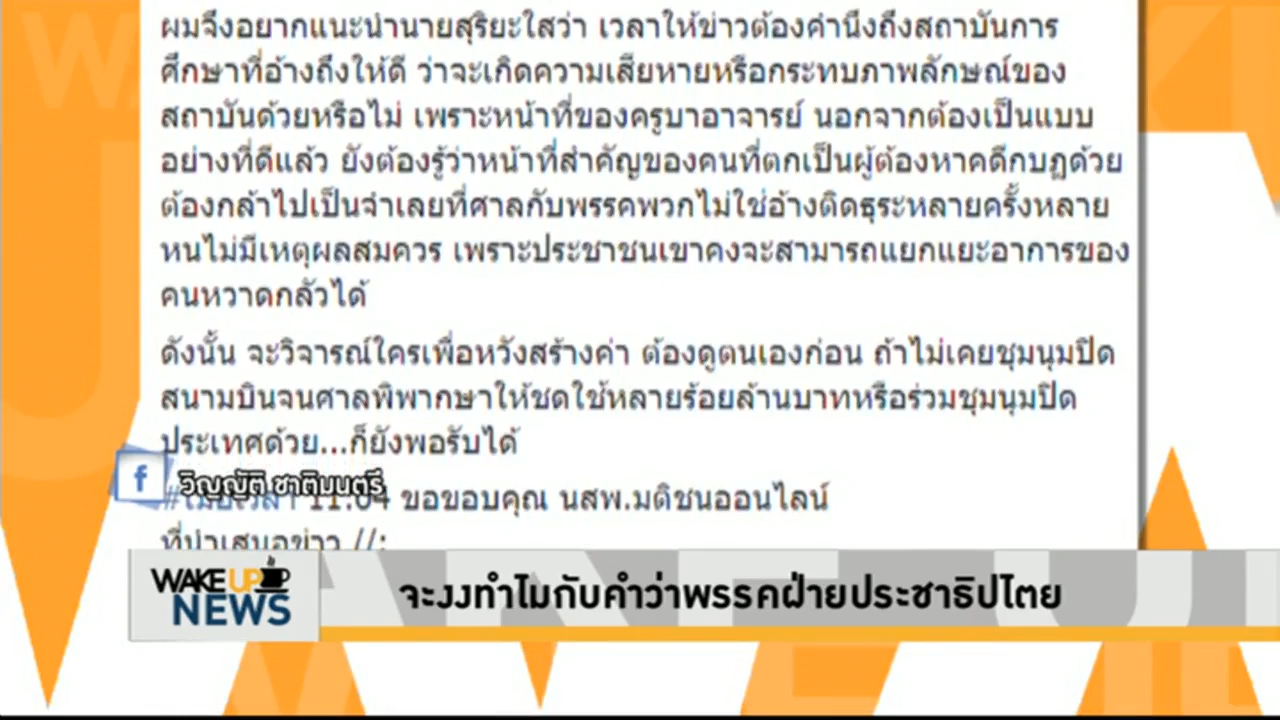 ผมจึงอยากแนะนำนายสุริยะใสว่า เวลาให้ข่าวต้องคำนึงถึงสถาบันการ
ศึกษาที่อ้างถึงให้ดี ว่าจะเกิดความเสียหายหรือกระทบภาพลักษณ์ของ
สถาบันด้วยหรือไม่ เพราะหน้าที่ของครูบาอาจารย์ นอกจากต้องเป็นแบบ
อย่างที่ดีแล้ว ยังต้องรู้ว่าหน้าที่สำคัญของคนที่ตกเป็นผู้ต้องหาคดีกบฏด้วย
ต้องกล้าไปเป็นจำเลยที่ศาลกับพรรคพวกไม่ใช่อ้างติดธุระหลายครั้งหลาย
หนไม่มีเหตุผลสมควร เพราะประชาชนเขาคงจะสามารถแยกแยะอาการของ
คนหวาดกลัวได้
ดังนั้น จะวิจารณ์ใครเพื่อหวังสร้างค่า ต้องดูตนเองก่อน ถ้าไม่เคยชุมนุมปิด
สนามบินจนศาลพิพากษาให้ชดใช้หลายร้อยล้านบาทหรือร่วมชุมนุมปิด
ประเทศด้วย...ก็ยังพอรับได้
f วิญญัติ ชาติมนตรี
11:04 ขอขอบคุณ นสพ.มติชนออนไลน์
ที่นำเสนอข่าว //:
WAKE UP
NEWS
จะงงทำไมกับคำว่าพรรคฝ่ายประชาธิปไตย